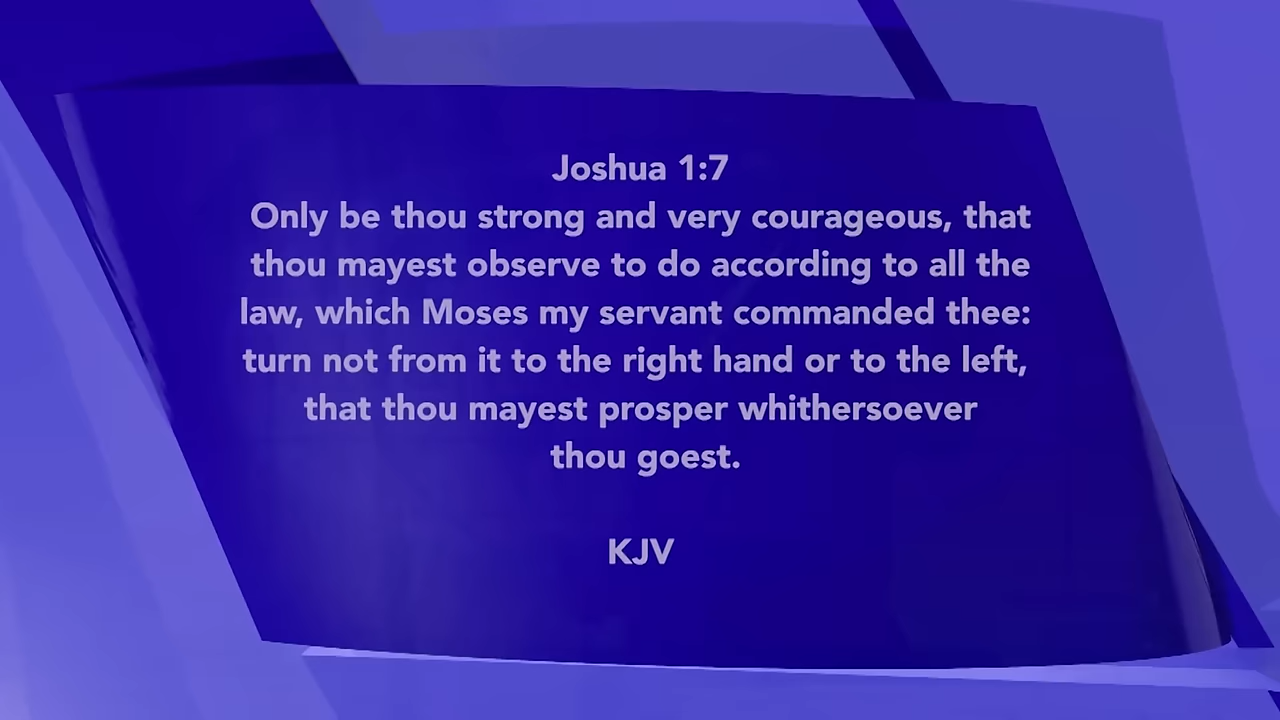 Joshua 1:7
Only be thou strong and very courageous, that
thou mayest observe to do according to all the
law, which Moses my servant commanded thee:
turn not from it to the right hand or to the left,
that thou mayest prosper whithersoever
thou goest.
KJV